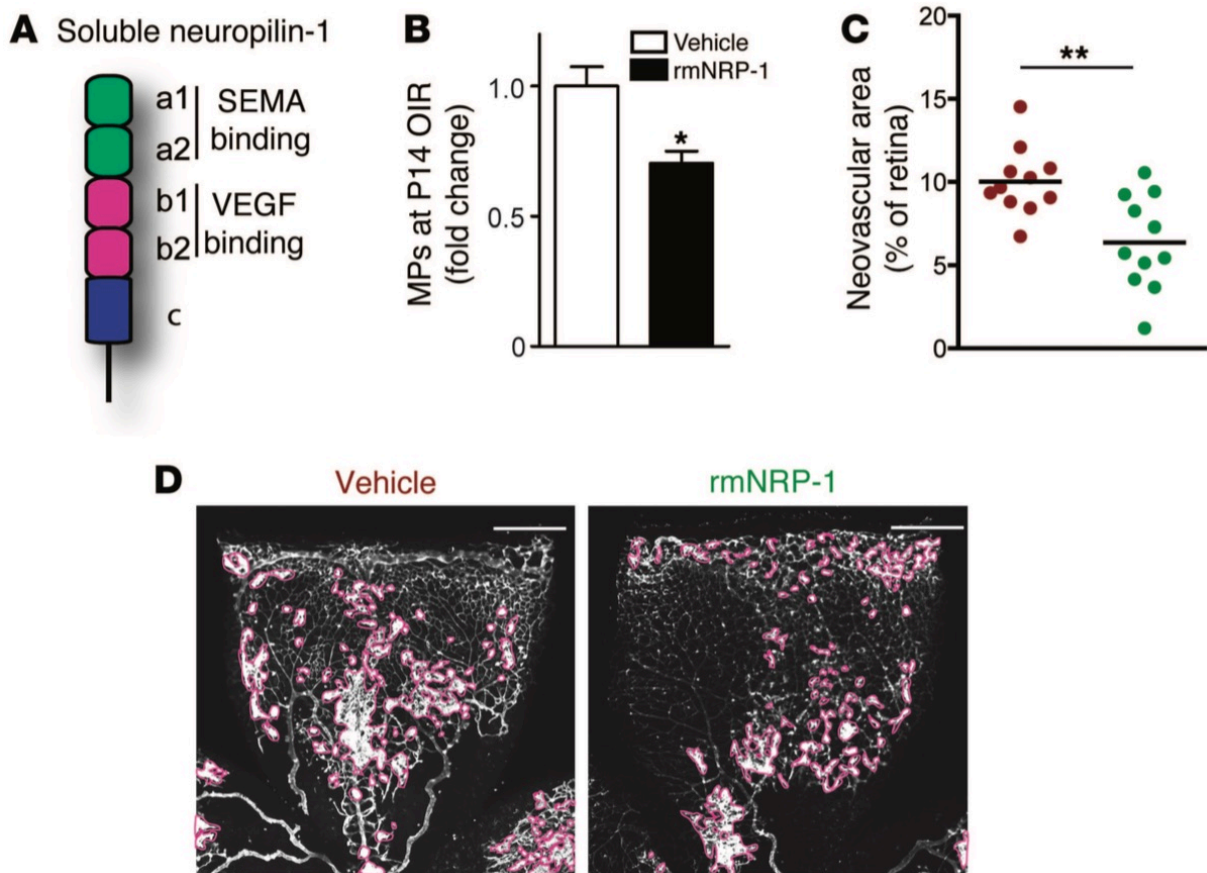 A Soluble neuropilin-1
a1
a2
SEMA
binding
b1
b2
VEGF
binding
c
B
Vehicle
rmNRP-1
MPs at P14 OIR
(fold change)
1.0
0.5
0
*
C
Neovascular area
(% of retina)
20
15
10
5
0
**
D
Vehicle
rmNRP-1